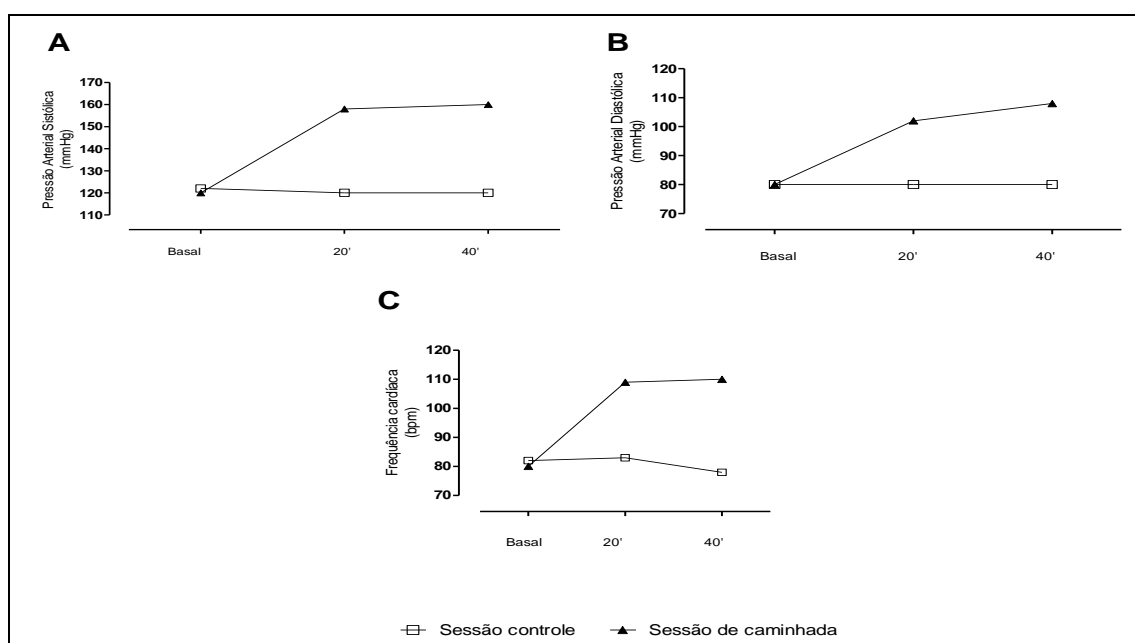 A
Pressão Arterial Sistólica
(mmHg)
170
160
150
140
130
120
110
Basal
20'
40'
B
Pressão Arterial Diastólica
(mmHg)
120
110
100
90
80
70
Basal
20'
40'
C
Frequência cardíaca
(bpm)
120
110
100
90
80
70
Basal
20'
40'
Sessão controle
Sessão de caminhada